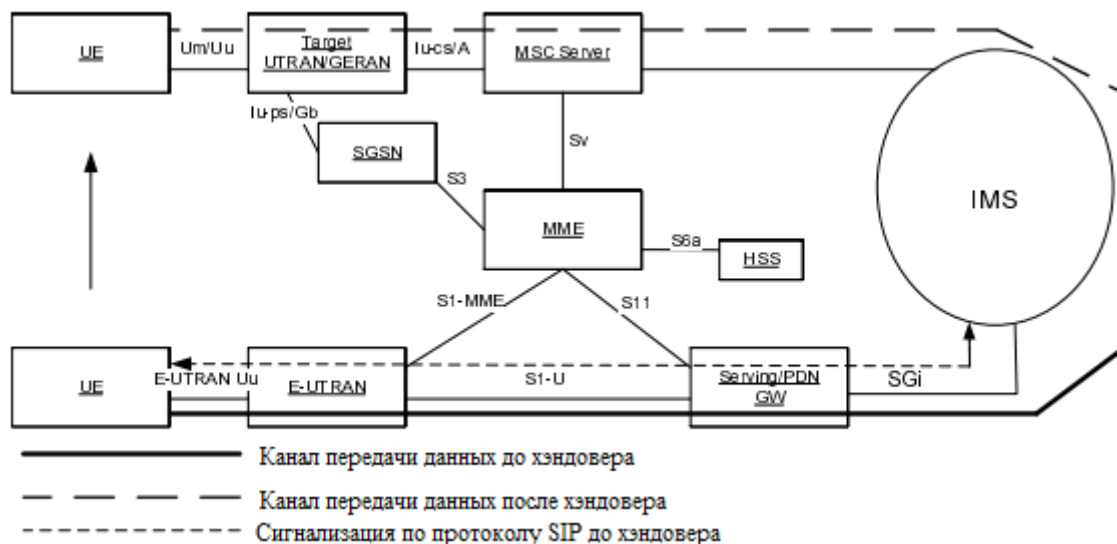 UE
Um/Uu
Target
UTRAN/GERAN
Iu-cs/A
MSC Server
Iu-ps/Gb
SGSN
S3
Sv
MME
S6a
HSS
IMS
S1-MME
S11
UE
E-UTRAN Uu
E-UTRAN
S1-U
Serving/PDN
GW
SGi
Канал передачи данных до хэндовера
Канал передачи данных после хэндовера
Сигнализация по протоколу SIP до хэндовера